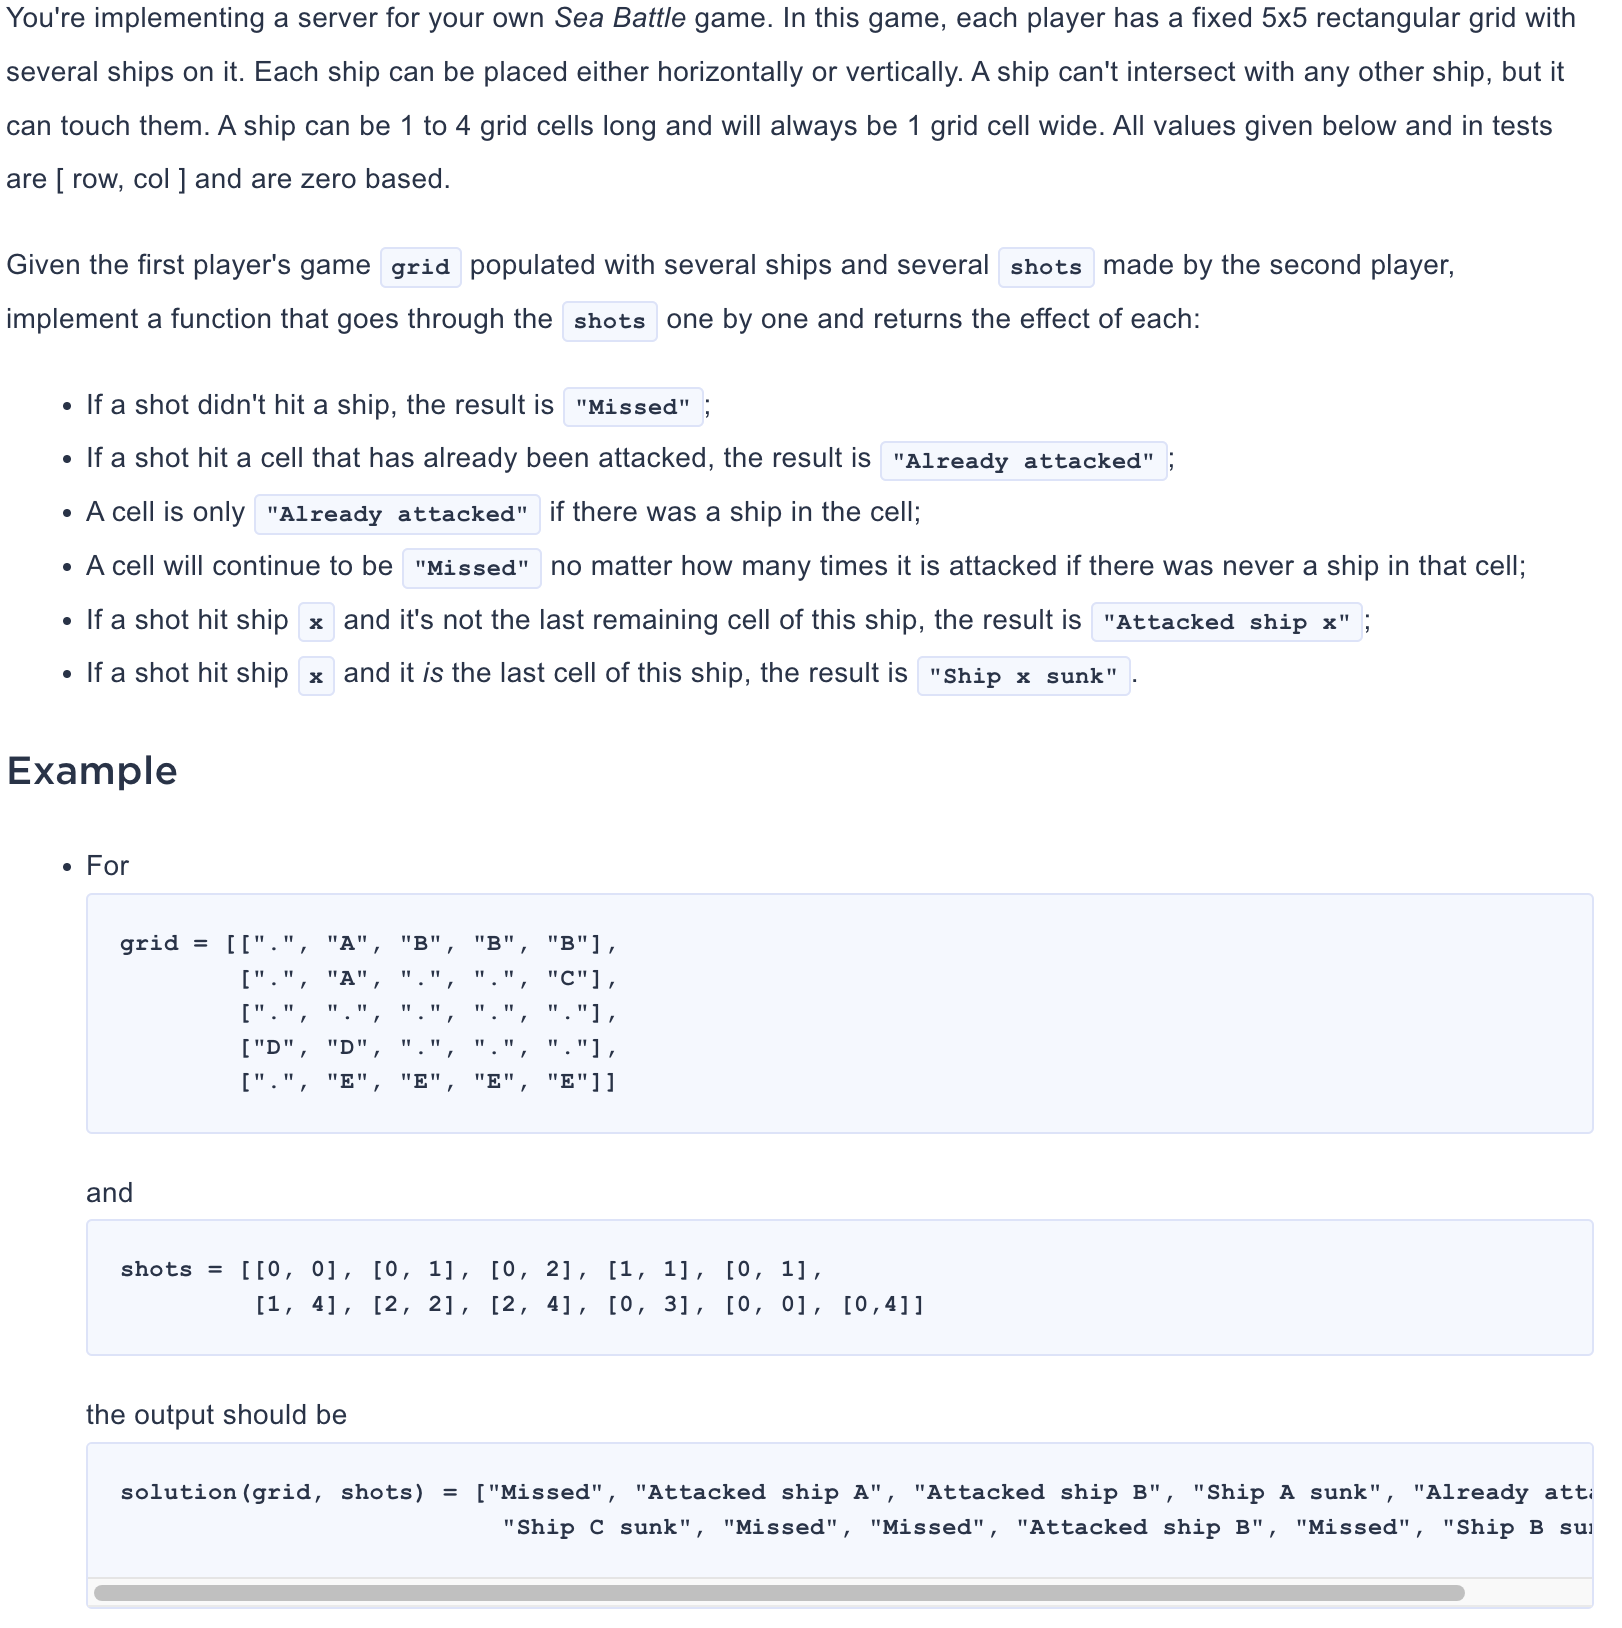 You're implementing a server for your own Sea Battle game. In this game, each player has a fixed 5x5 rectangular grid with
several ships on it. Each ship can be placed either horizontally or vertically. A ship can't intersect with any other ship, but it
can touch them. A ship can be 1 to 4 grid cells long and will always be 1 grid cell wide. All values given below and in tests
are [ row, col ] and are zero based.
Given the first player's game grid populated with several ships and several shots made by the second player,
implement a function that goes through the shots one by one and returns the effect of each:
• If a shot didn't hit a ship, the result is "Missed";
• If a shot hit a cell that has already been attacked, the result is "Already attacked";
• A cell is only "Already attacked" if there was a ship in the cell;
• A cell will continue to be "Missed" no matter how many times it is attacked if there was never a ship in that cell;
• If a shot hit ship x and it's not the last remaining cell of this ship, the result is "Attacked ship x";
• If a shot hit ship x and it is the last cell of this ship, the result is "Ship x sunk".
Example
• For
grid = [[".", "A", "B", "B", "B"],
[".", "A", ".", ".", "C"],
[".", ".", ".", ".", "."],
["D", "D", ".", ".", "."],
[".", "E", "E", "E", "E"]]
and
shots = [[0, 0], [0, 1], [0, 2], [1, 1], [0, 1],
[1, 4], [2, 2], [2, 4], [0, 3], [0, 0], [0,4]]
the output should be
solution(grid, shots) = ["Missed", "Attacked ship A", "Attacked ship B", "Ship A sunk", "Already
"Ship C sunk", "Missed", "Missed", "Attacked ship B", "Missed", "Ship B